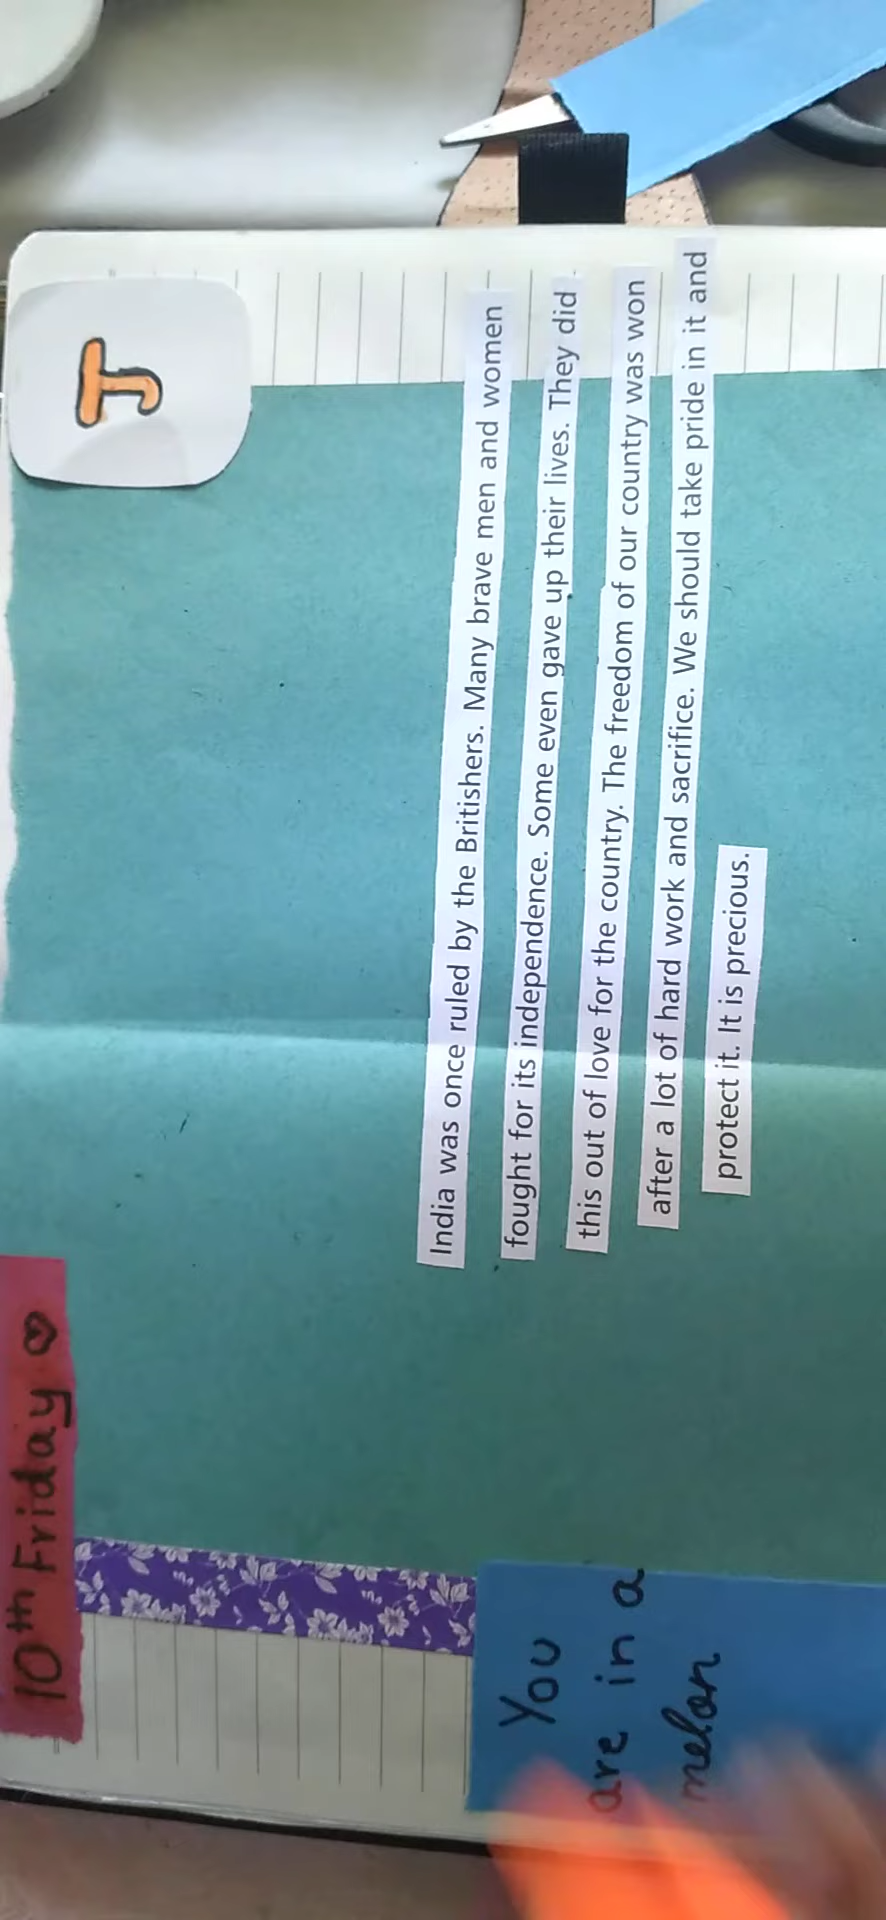 J
India was once ruled by the Britishers. Many brave men and women
fought for its independence. Some even gave up their lives. They did
this out of love for the country. The freedom of our country was won
after a lot of hard work and sacrifice. We should take pride in it and
protect it. It is precious.
10th Friday
You
are in a
melon